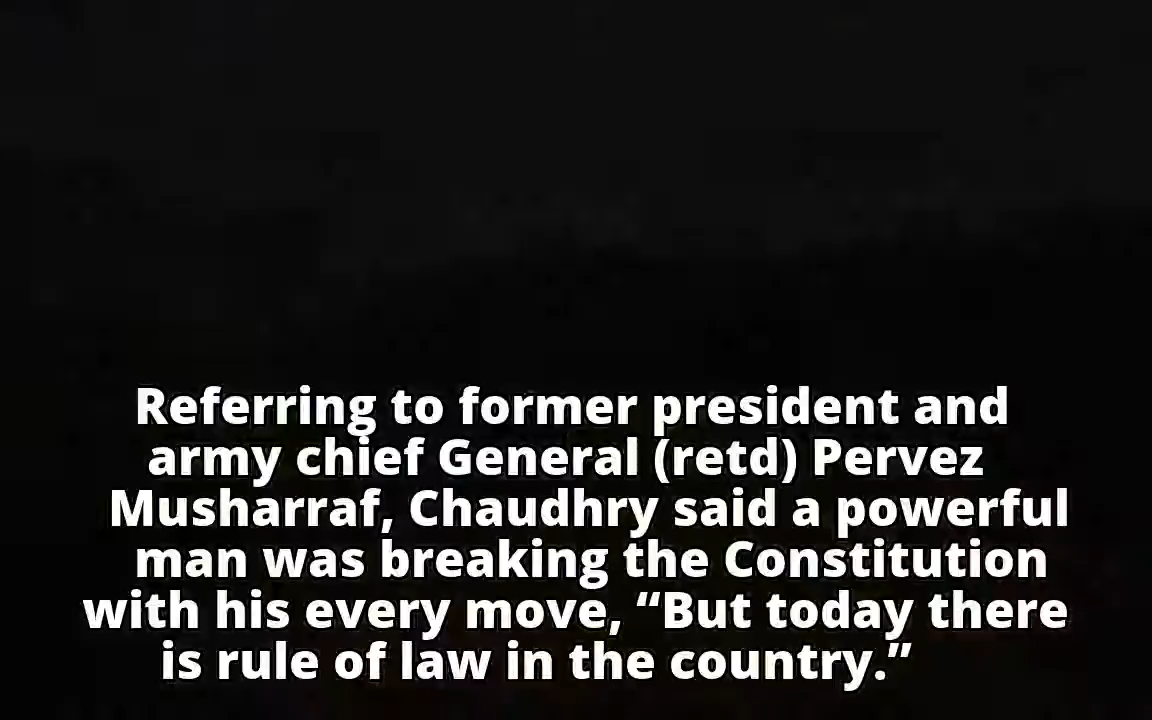 Referring to former president and
army chief General (retd) Pervez
Musharraf, Chaudhry said a powerful
man was breaking the Constitution
with his every move, “But today there
is rule of law in the country.”